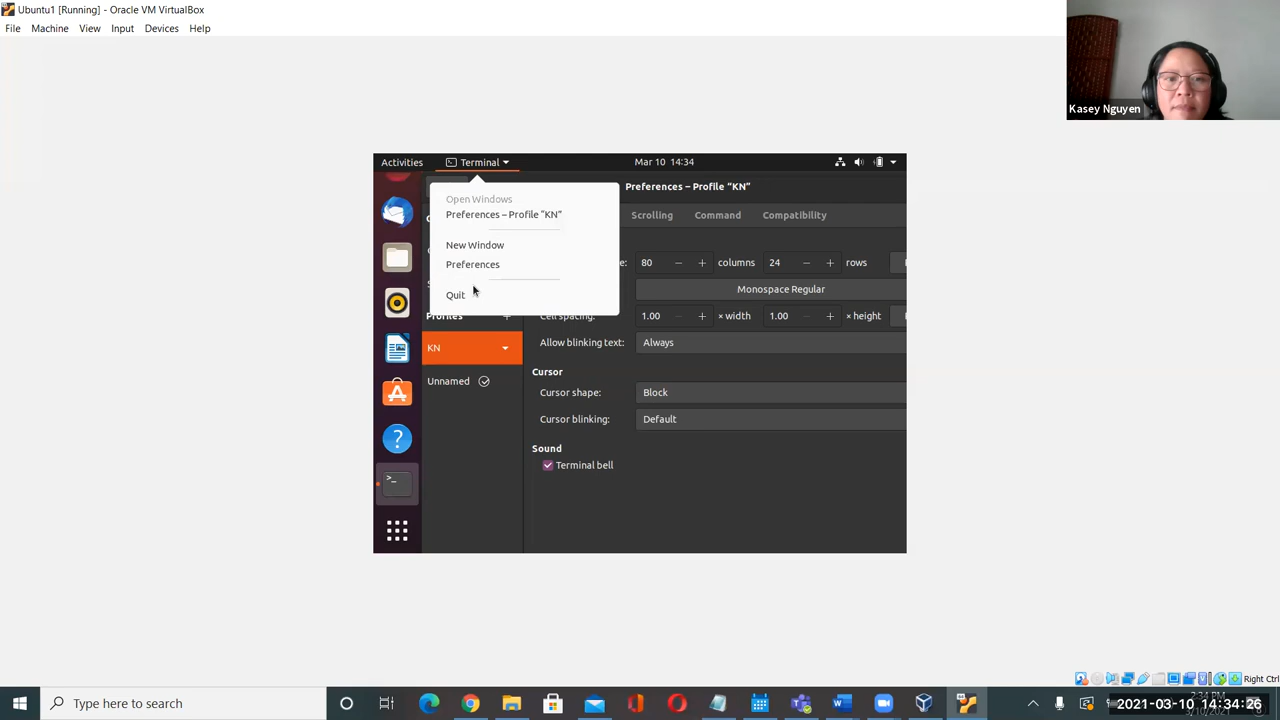 Ubuntu1 [Running] - Oracle VM VirtualBox
File Machine View Input Devices Help
Kasey Nguyen
Activities Terminal Mar 10 14:34
Preferences – Profile “KN”
Open Windows
Preferences – Profile “KN”
New Window
Preferences
Quit
Scrolling Command Compatibility
80 columns 24 rows
Monospace Regular
Cell spacing: 1.00 × width 1.00 × height
Allow blinking text: Always
Profiles
KN
Unnamed
Cursor
Cursor shape: Block
Cursor blinking: Default
Sound
Terminal bell
Right Ctrl
Type here to search
2:34 PM
2021-03-10 14:34:26